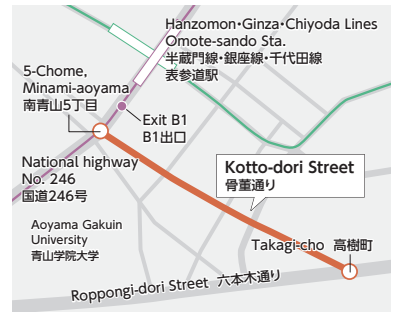 Hanzomon･Ginza･Chiyoda Lines
Omote-sando Sta.
半蔵門線･銀座線･千代田線
表参道駅
5-Chome,
Minami-aoyama
南青山5丁目
Exit B1
B1出口
National highway
No. 246
国道246号
Kotto-dori Street
骨董通り
Aoyama Gakuin
University
青山学院大学
Takagi-cho 高樹町
Roppongi-dori Street 六本木通り